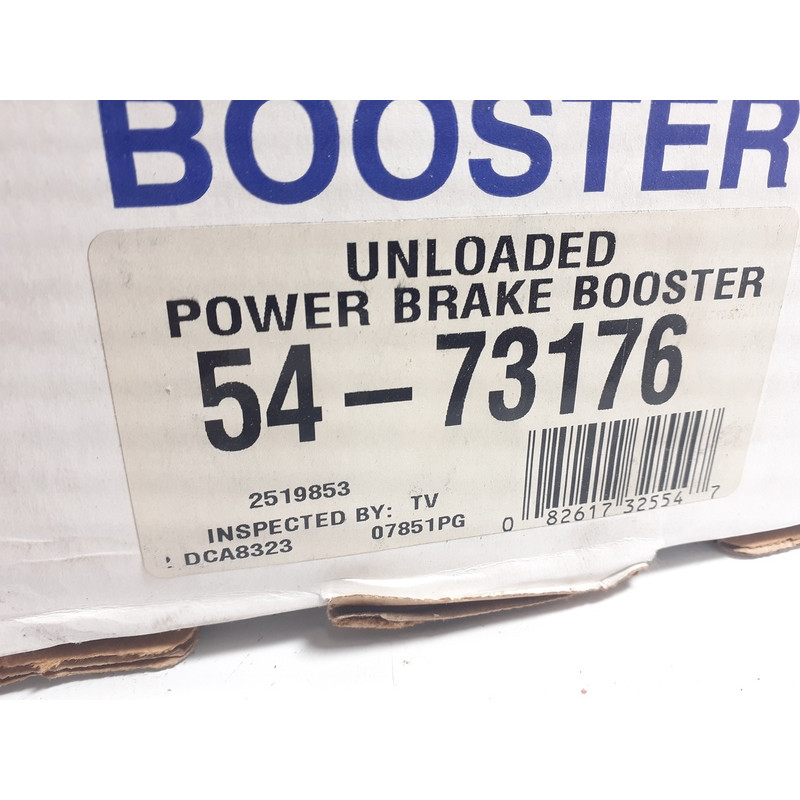 BOOSTER
UNLOADED
POWER BRAKE BOOSTER
54-73176
2519853
INSPECTED BY: TV
DCA8323 07851PG
0 82617 32554 7